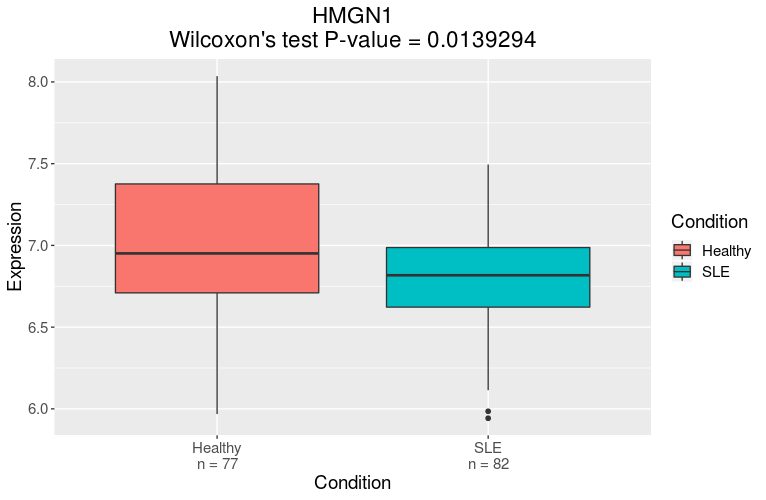 HMGN1
Wilcoxon's test P-value = 0.0139294
Expression
8.0
7.5
7.0
6.5
6.0
Healthy
n = 77
SLE
n = 82
Condition
Condition
Healthy
SLE